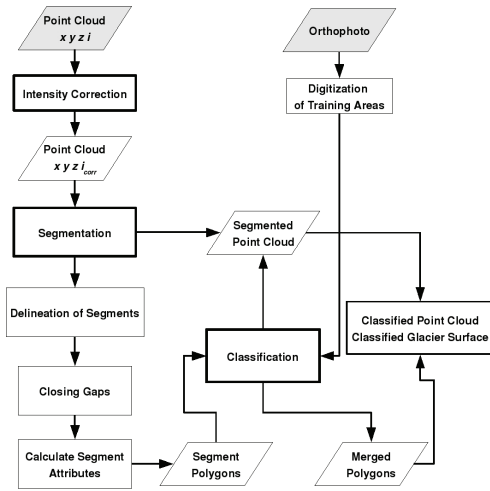 Point Cloud
x y z i
Orthophoto
Intensity Correction
Digitization
of Training Areas
Point Cloud
x y z i corr
Segmentation
Segmented
Point Cloud
Delineation of Segments
Classified Point Cloud
Classified Glacier Surface
Classification
Closing Gaps
Calculate Segment
Attributes
Segment
Polygons
Merged
Polygons